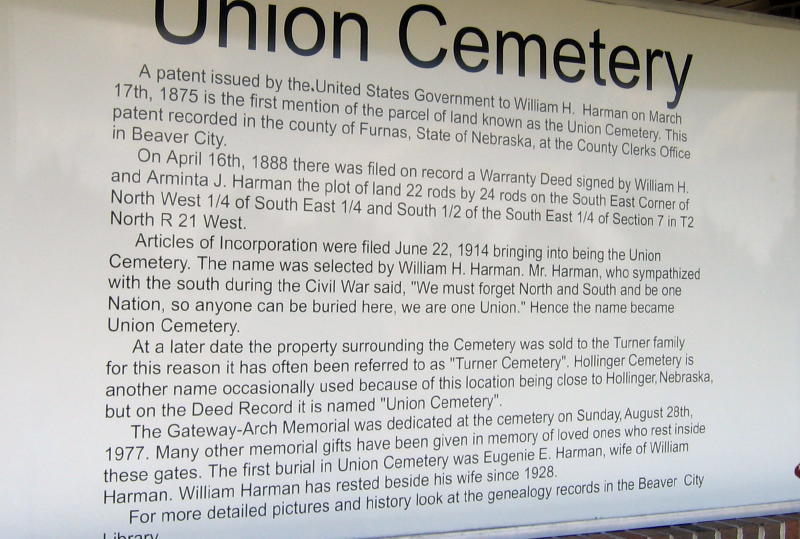 Union Cemetery
A patent issued by the United States Government to William H. Harman on March
17th, 1875 is the first mention of the parcel of land known as the Union Cemetery. This
patent recorded in the county of Furnas, State of Nebraska, at the County Clerks Office
in Beaver City.
On April 16th, 1888 there was filed on record a Warranty Deed signed by William H.
and Arminta J. Harman the plot of land 22 rods by 24 rods on the South East Corner of
North West 1/4 of South East 1/4 and South 1/2 of the South East 1/4 of Section 7 in T2
North R 21 West.
Articles of Incorporation were filed June 22, 1914 bringing into being the Union
Cemetery. The name was selected by William H. Harman. Mr. Harman, who sympathized
with the south during the Civil War said, "We must forget North and South and be one
Nation, so anyone can be buried here, we are one Union." Hence the name became
Union Cemetery.
At a later date the property surrounding the Cemetery was sold to the Turner family
for this reason it has often been referred to as "Turner Cemetery". Hollinger Cemetery is
another name occasionally used because of this location being close to Hollinger, Nebraska,
but on the Deed Record it is named "Union Cemetery".
The Gateway-Arch Memorial was dedicated at the cemetery on Sunday, August 28th,
1977. Many other memorial gifts have been given in memory of loved ones who rest inside
these gates. The first burial in Union Cemetery was Eugenie E. Harman, wife of William
Harman. William Harman has rested beside his wife since 1928.
For more detailed pictures and history look at the genealogy records in the Beaver City
Library